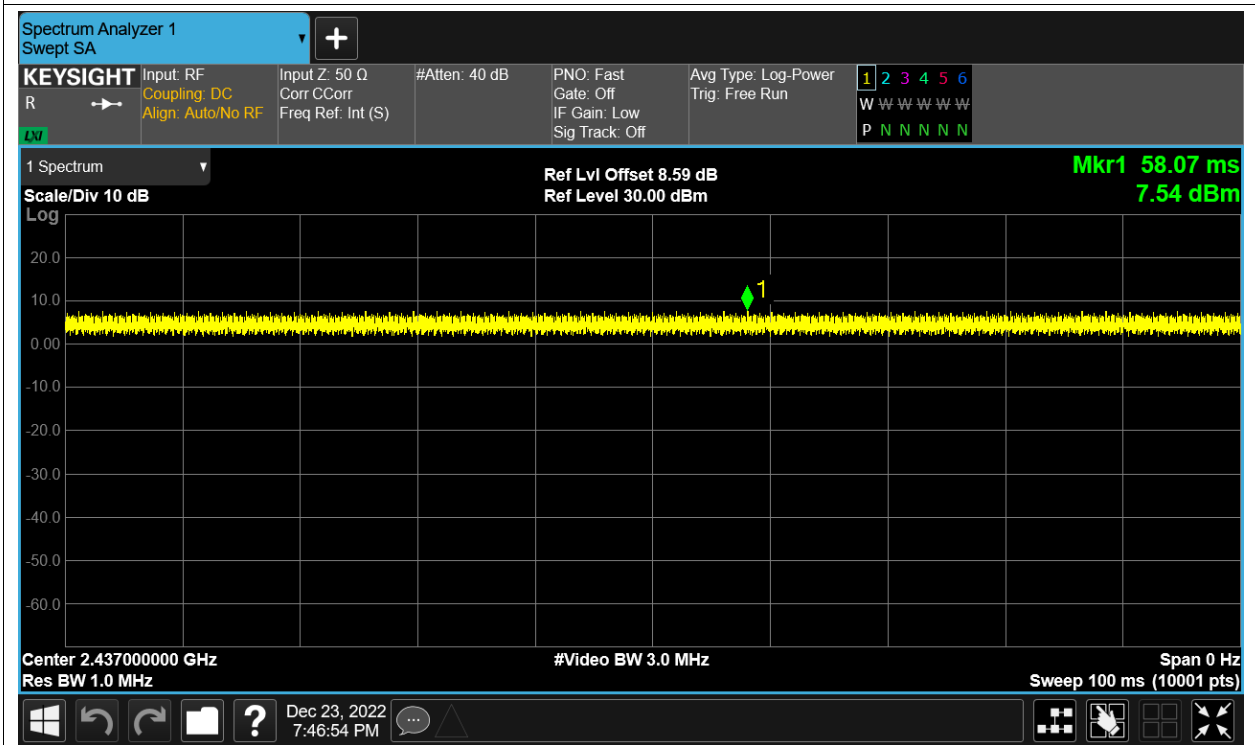 Spectrum Analyzer 1
Swept SA
▼
+
KEYSIGHT
R
LXI
Input: RF
Coupling: DC
Align: Auto/No RF
Input Z: 50 Ω
Corr CCorr
Freq Ref: Int (S)
#Atten: 40 dB
PNO: Fast
Gate: Off
IF Gain: Low
Sig Track: Off
Avg Type: Log-Power
Trig: Free Run
1 2 3 4 5 6
W W W W W W
P N N N N N
1 Spectrum ▼
Scale/Div 10 dB
Ref Lvl Offset 8.59 dB
Ref Level 30.00 dBm
Mkr1 58.07 ms
7.54 dBm
Log
20.0
10.0
0.00
-10.0
-20.0
-30.0
-40.0
-50.0
-60.0
1
Center 2.437000000 GHz
Res BW 1.0 MHz
#Video BW 3.0 MHz
Span 0 Hz
Sweep 100 ms (10001 pts)
?
Dec 23, 2022
7:46:54 PM